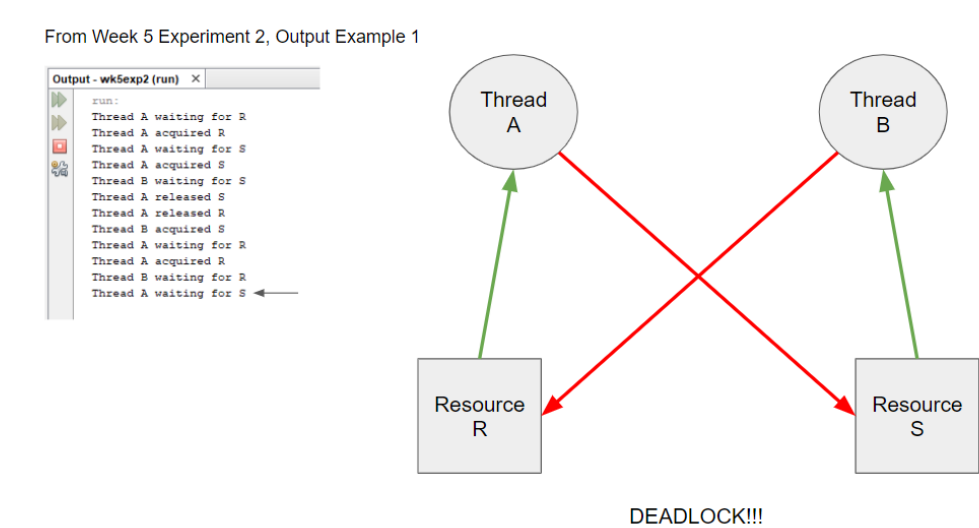 From Week 5 Experiment 2, Output Example 1
Output - wk5exp2 (run) ×
run:
Thread A waiting for R
Thread A acquired R
Thread A waiting for S
Thread A acquired S
Thread B waiting for S
Thread A released S
Thread A released R
Thread B acquired S
Thread A waiting for R
Thread A acquired R
Thread B waiting for R
Thread A waiting for S
Thread
A
Thread
B
Resource
R
Resource
S
DEADLOCK!!!